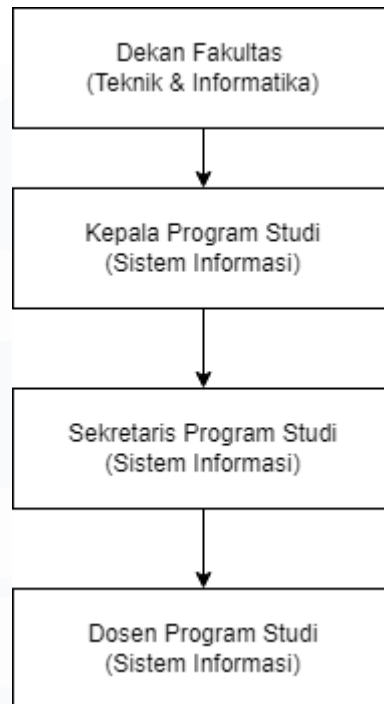 Dekan Fakultas
(Teknik & Informatika)
Kepala Program Studi
(Sistem Informasi)
Sekretaris Program Studi
(Sistem Informasi)
Dosen Program Studi
(Sistem Informasi)